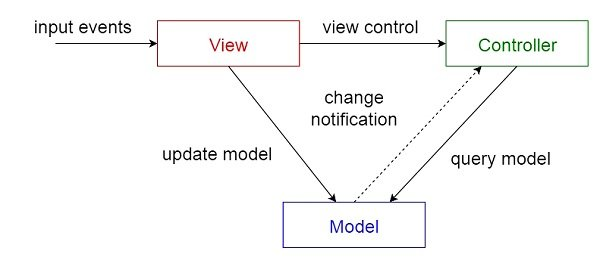 input events
View
view control
Controller
change
notification
update model
query model
Model